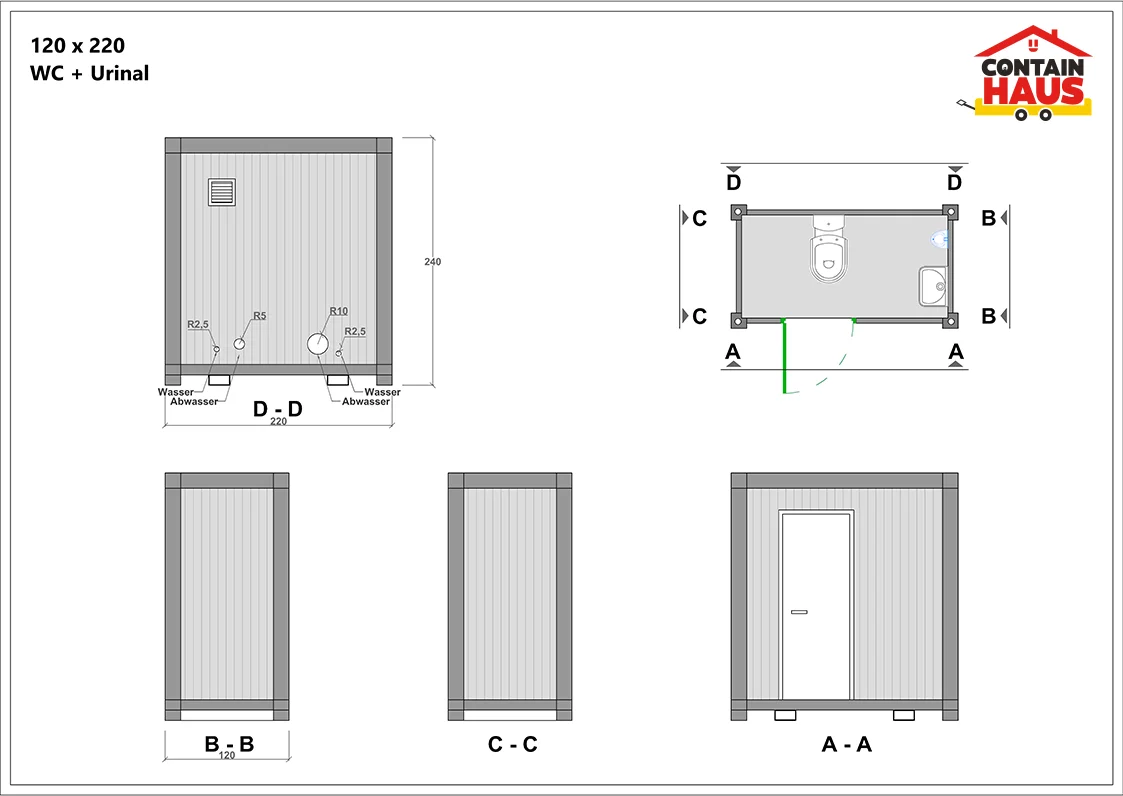 120 x 220
WC + Urinal
CONTAIN
HAUS
240
R2,5
R5
R10
R2,5
Wasser
Abwasser
Wasser
Abwasser
D - D
220
D
D
C
B
C
B
A
A
B - B
120
C - C
A - A